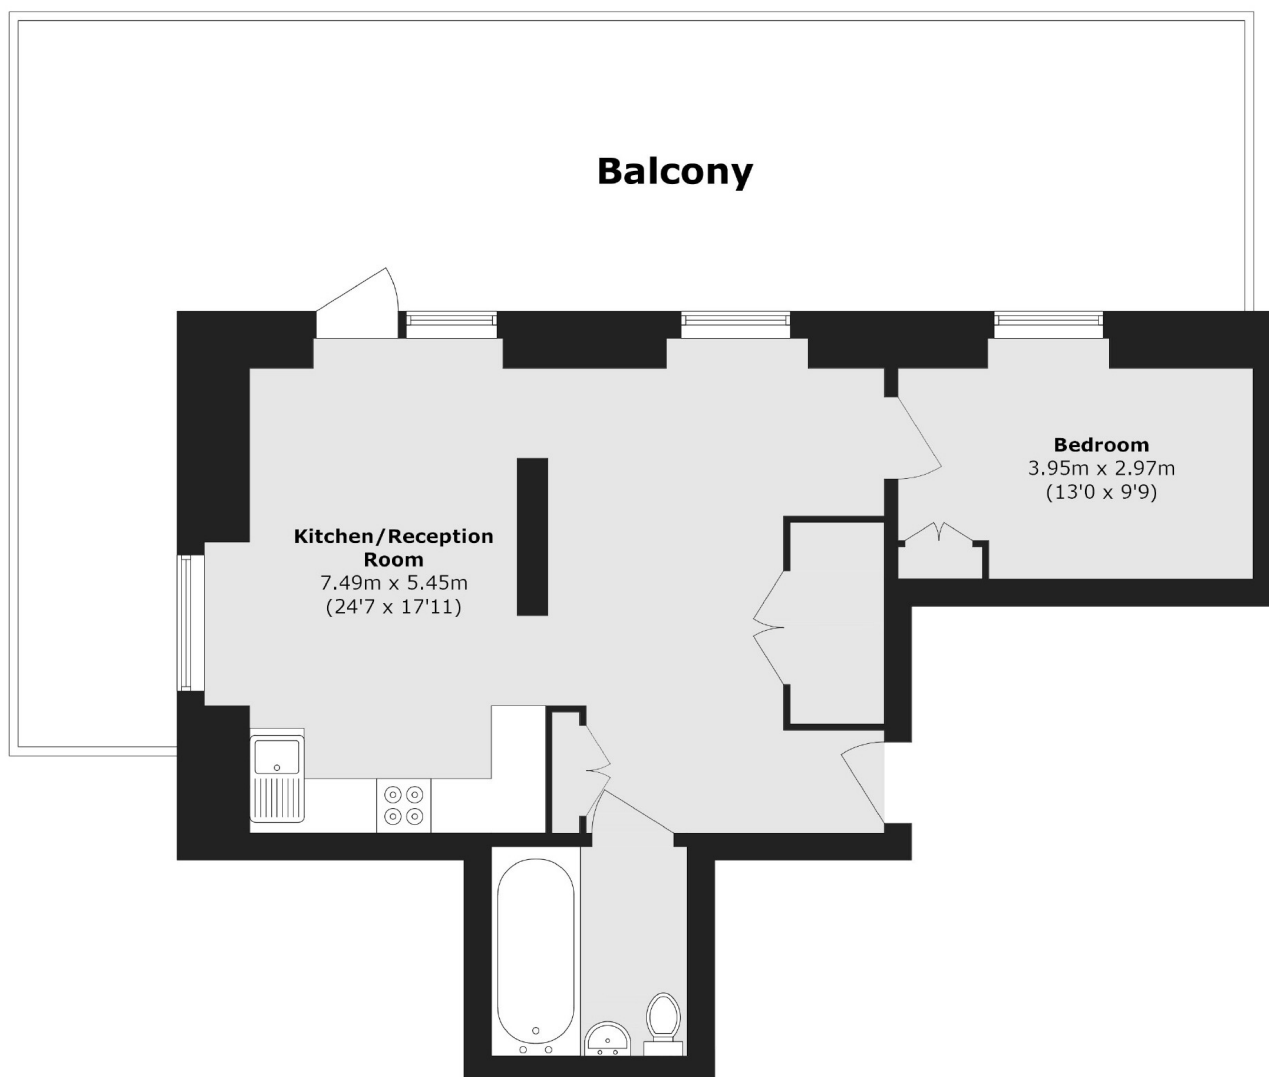 Balcony
Kitchen/Reception
Room
7.49m x 5.45m
(24'7 x 17'11)
Bedroom
3.95m x 2.97m
(13'0 x 9'9)